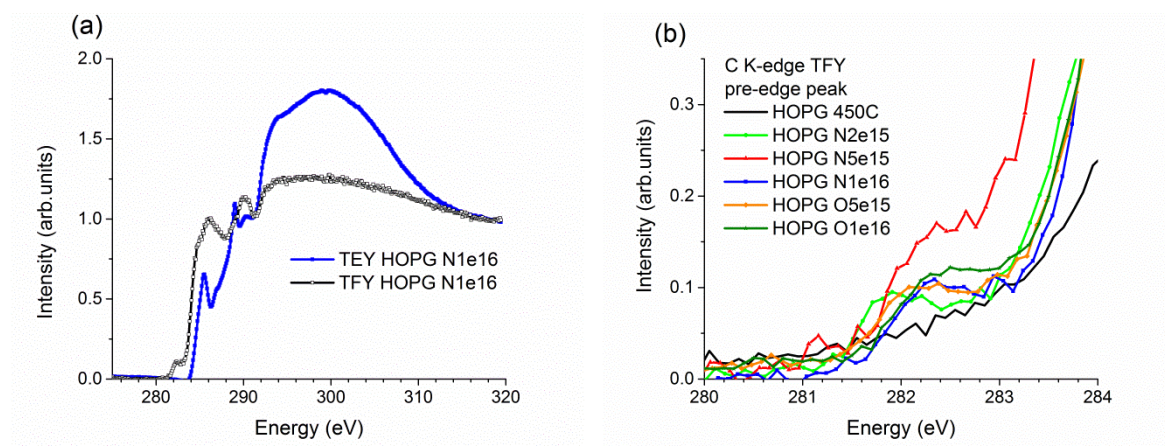 (a)
2.0
1.5
1.0
0.5
0.0
Intensity (arb.units)
TEY HOPG N1e16
TFY HOPG N1e16
280 290 300 310 320
Energy (eV)
(b)
C K-edge TFY
pre-edge peak
HOPG 450C
HOPG N2e15
HOPG N5e15
HOPG N1e16
HOPG O5e15
HOPG O1e16
0.3
0.2
0.1
0.0
Intensity (arb.units)
280 281 282 283 284
Energy (eV)